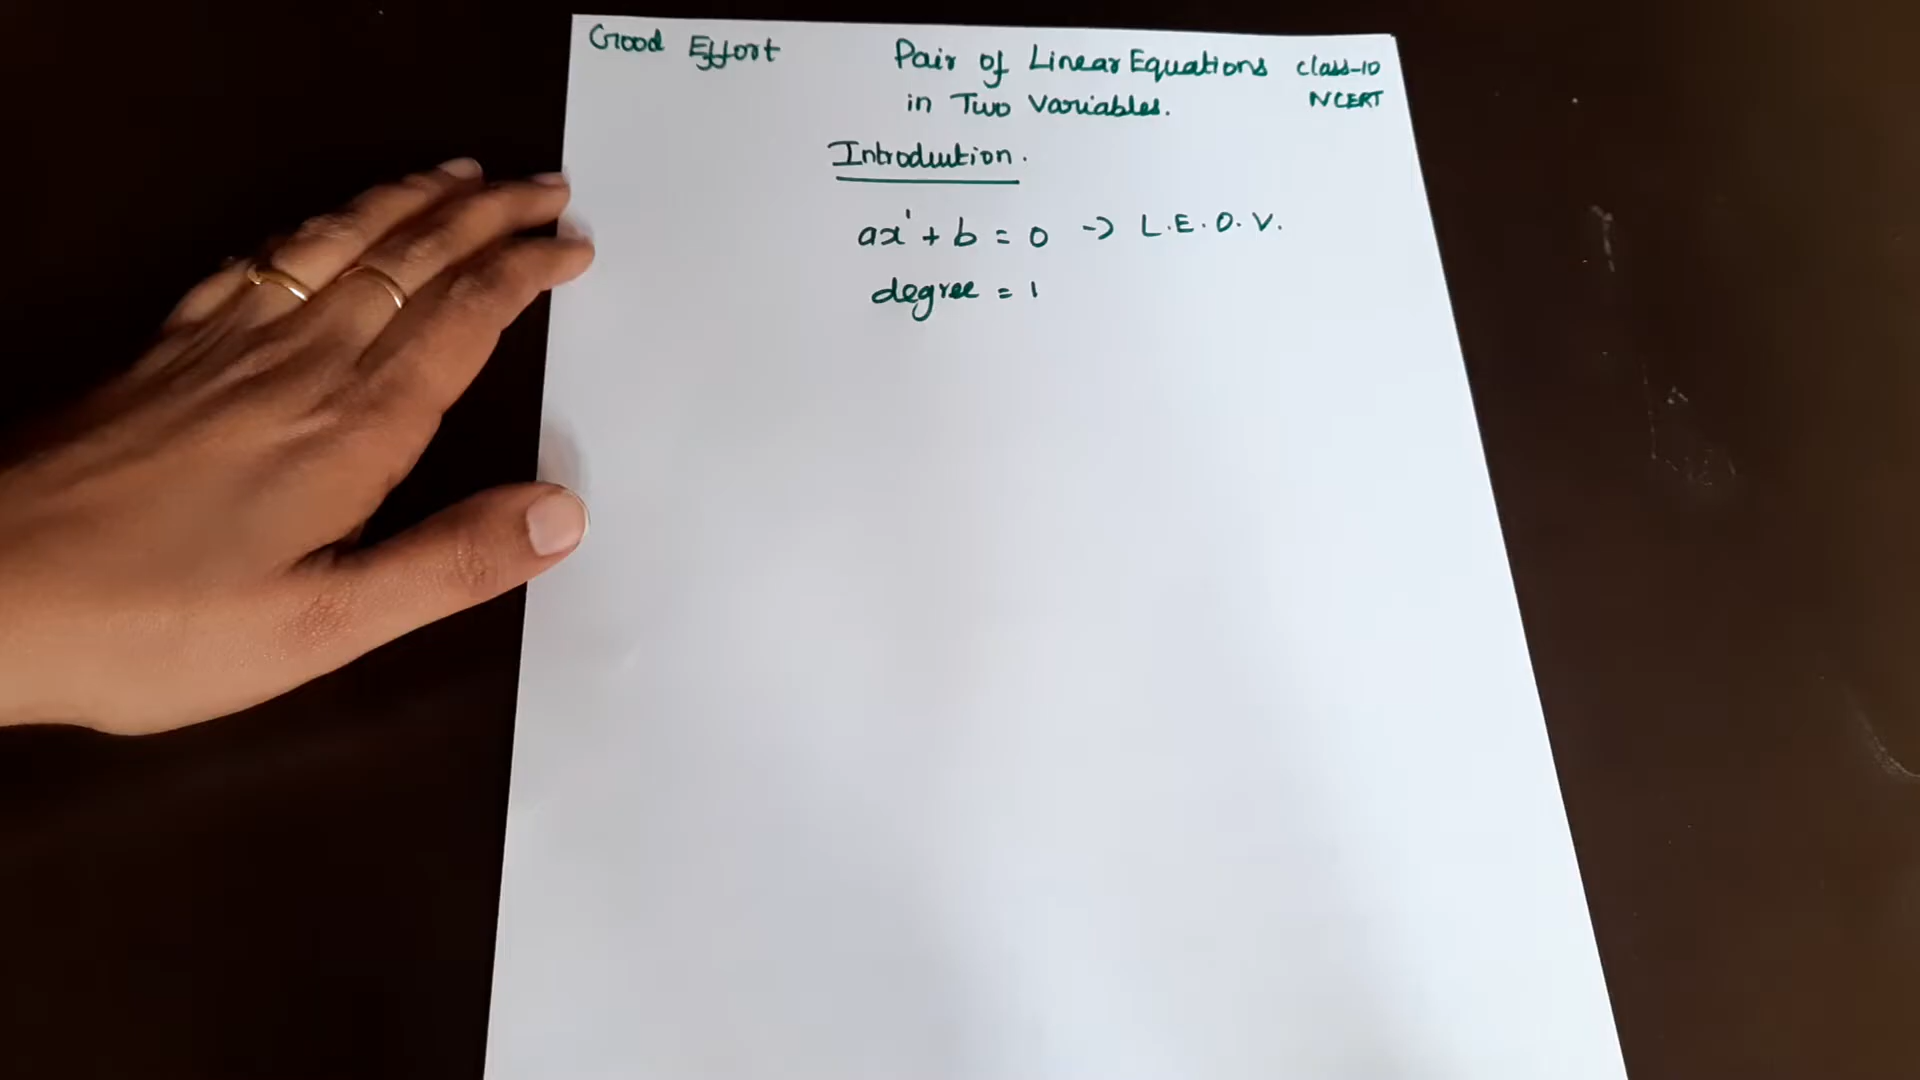 Good Effort
Pair of Linear Equations
in Two Variables.
Class-10
NCERT
Introduction.
ax¹ + b = 0 -> L.E.O.V.
degree = 1